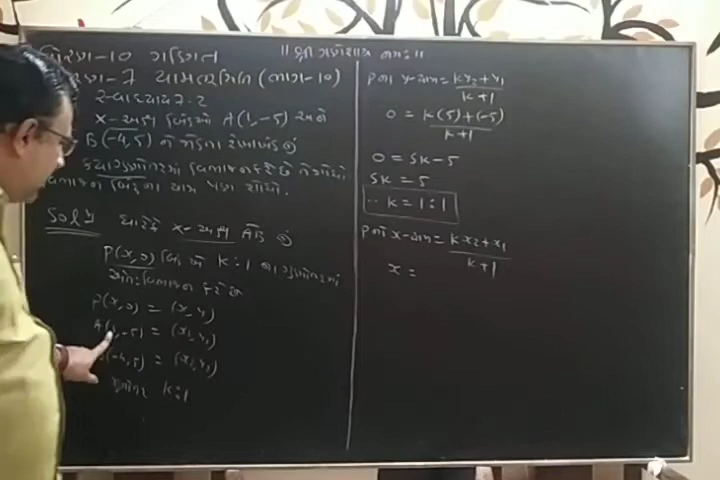 ધોરણ-10 ગણિત
॥ શ્રી ગણેશાય નમઃ ॥
પ્રકરણ-7 યામભૂમિતિ (ભાગ-10)
સ્વાધ્યાય 7.2
x-અક્ષ બિંદુઓ A(1,-5) અને
B(-4,5) ને જોડતા રેખાખંડનું
કયા ગુણોત્તરમાં વિભાજન કરે છે તે શોધો
વિભાજન બિંદુના યામ પણ શોધો.
Solⁿ ધારોકે x-અક્ષ AB નું
P(x,0) બિંદુએ k:1 ના ગુણોત્તરમાં
અંતઃવિભાજન કરે છે
P(x,0) = (x,y)
A(1,-5) = (x₁,y₁)
(-4,5) = (x₂,y₂)
ગુણોત્તર k:1
Pનો y-યામ = ky₂+y₁ / k+1
0 = k(5)+(-5) / k+1
0 = 5k-5
5k = 5
∴ k = 1:1
Pનો x-યામ = kx₂+x₁ / k+1
x =